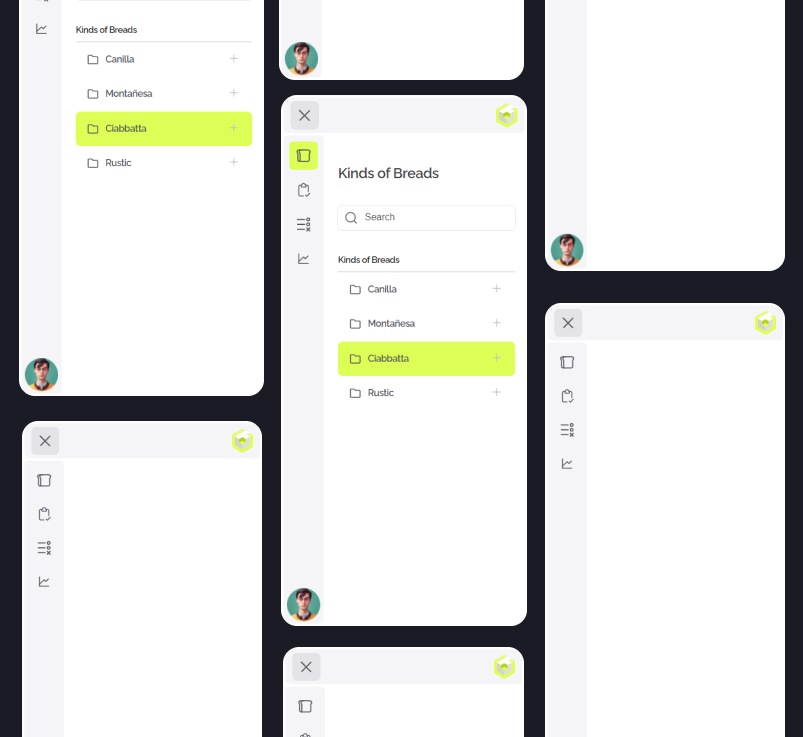 Kinds of Breads
Canilla
Montañesa
Ciabbatta
Rustic
Kinds of Breads
Search
Kinds of Breads
Canilla
Montañesa
Ciabbatta
Rustic